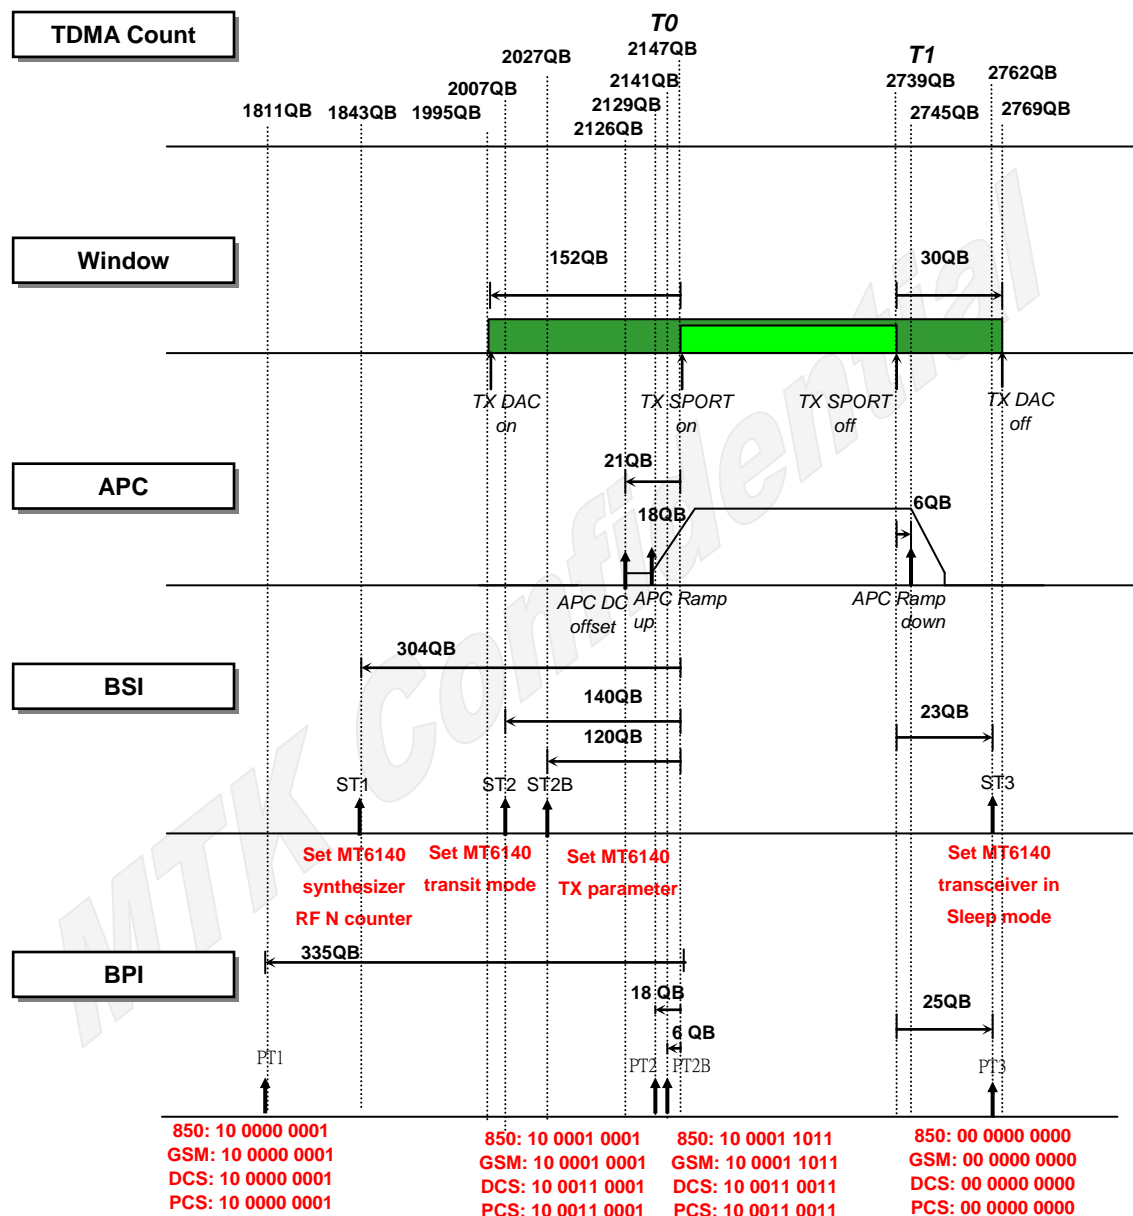 TDMA Count
T0
2147QB
2027QB
T1
2141QB
2007QB
2739QB
2762QB
2129QB
1811QB
1843QB
1995QB
2745QB
2769QB
2126QB
Window
152QB
30QB
TX DAC
on
TX SPORT
on
TX SPORT
off
TX DAC
off
APC
21QB
18QB
6QB
APC DC
offset
APC Ramp
up
APC Ramp
down
BSI
304QB
140QB
120QB
23QB
ST1
ST2
ST2B
ST3
Set MT6140
synthesizer
RF N counter
Set MT6140
transit mode
Set MT6140
TX parameter
Set MT6140
transceiver in
Sleep mode
BPI
335QB
18 QB
25QB
6 QB
PT1
PT2
PT2B
PT3
850: 10 0000 0001
GSM: 10 0000 0001
DCS: 10 0000 0001
PCS: 10 0000 0001
850: 10 0001 0001
GSM: 10 0001 0001
DCS: 10 0011 0001
PCS: 10 0011 0001
850: 10 0001 1011
GSM: 10 0001 1011
DCS: 10 0011 0011
PCS: 10 0011 0011
850: 00 0000 0000
GSM: 00 0000 0000
DCS: 00 0000 0000
PCS: 00 0000 0000
MTK Confidential